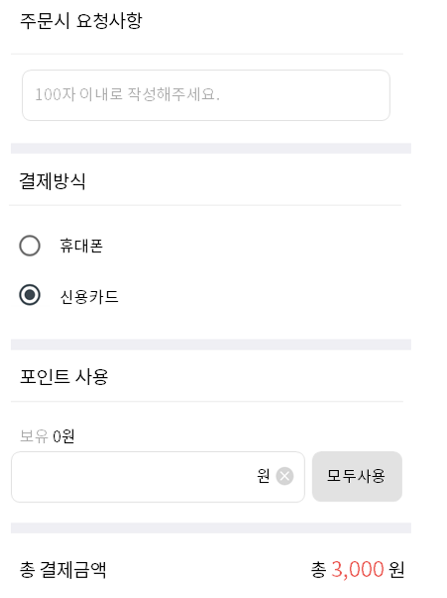 주문시 요청사항
100자 이내로 작성해주세요.
결제방식
휴대폰
신용카드
포인트 사용
보유 0원
원
모두사용
총 결제금액 총 3,000 원